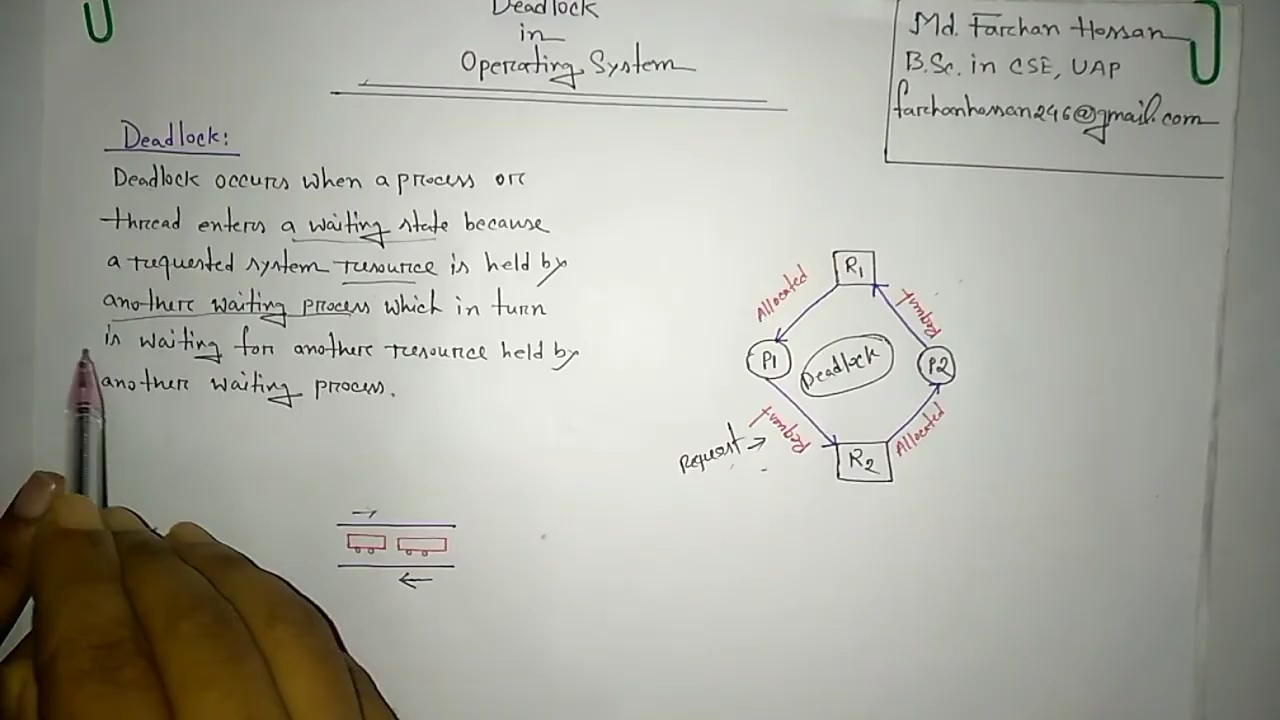 Deadlock
in
Operating System
Md. Farhan Hossan
B.Sc. in CSE, UAP
farhanhossan246@gmail.com
Deadlock:
Deadlock occurs when a process or
thread enters a waiting state because
a requested system resource is held by
another waiting process which in turn
is waiting for another resource held by
another waiting process.
R1
Allocated
Request
P1
Deadlock
P2
Request
Request
Allocated
R2